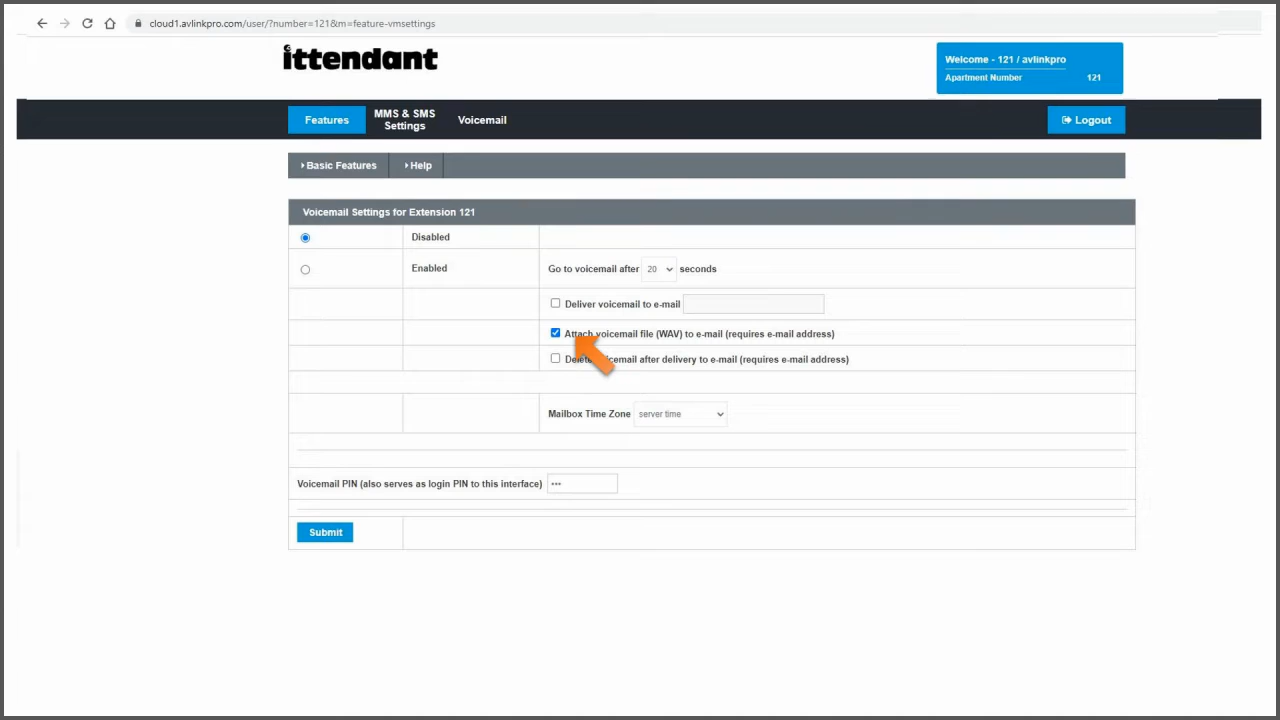 cloud1.avlinkpro.com/user/?number=121&m=feature-vmsettings
ittendant
Welcome - 121 / avlinkpro
Apartment Number 121
Features
MMS & SMS
Settings
Voicemail
Logout
Basic Features
Help
Voicemail Settings for Extension 121
Disabled
Enabled
Go to voicemail after 20 seconds
Deliver voicemail to e-mail
Attach voicemail file (WAV) to e-mail (requires e-mail address)
Delete voicemail after delivery to e-mail (requires e-mail address)
Mailbox Time Zone server time
Voicemail PIN (also serves as login PIN to this interface) •••
Submit